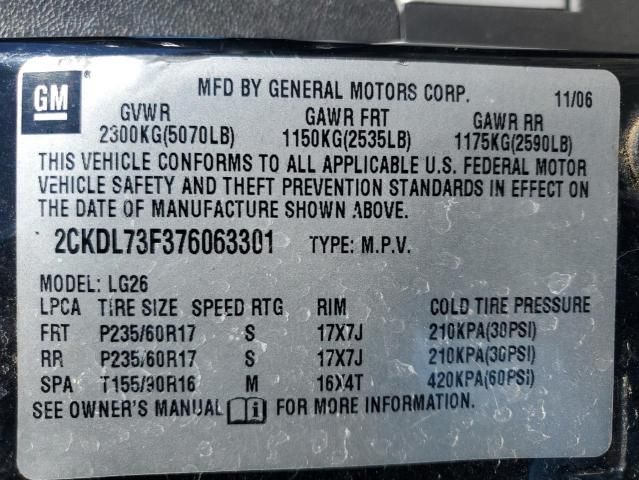 GM
MFD BY GENERAL MOTORS CORP. 11/06
GVWR GAWR FRT GAWR RR
2300KG(5070LB) 1150KG(2535LB) 1175KG(2590LB)
THIS VEHICLE CONFORMS TO ALL APPLICABLE U.S. FEDERAL MOTOR
VEHICLE SAFETY AND THEFT PREVENTION STANDARDS IN EFFECT ON
THE DATE OF MANUFACTURE SHOWN ABOVE.
2CKDL73F376063301 TYPE: M.P.V.
MODEL: LG26
LPCA TIRE SIZE SPEED RTG RIM COLD TIRE PRESSURE
FRT P235/60R17 S 17X7J 210KPA(30PSI)
RR P235/60R17 S 17X7J 210KPA(30PSI)
SPA T155/90R16 M 16X4T 420KPA(60PSI)
SEE OWNER'S MANUAL FOR MORE INFORMATION.